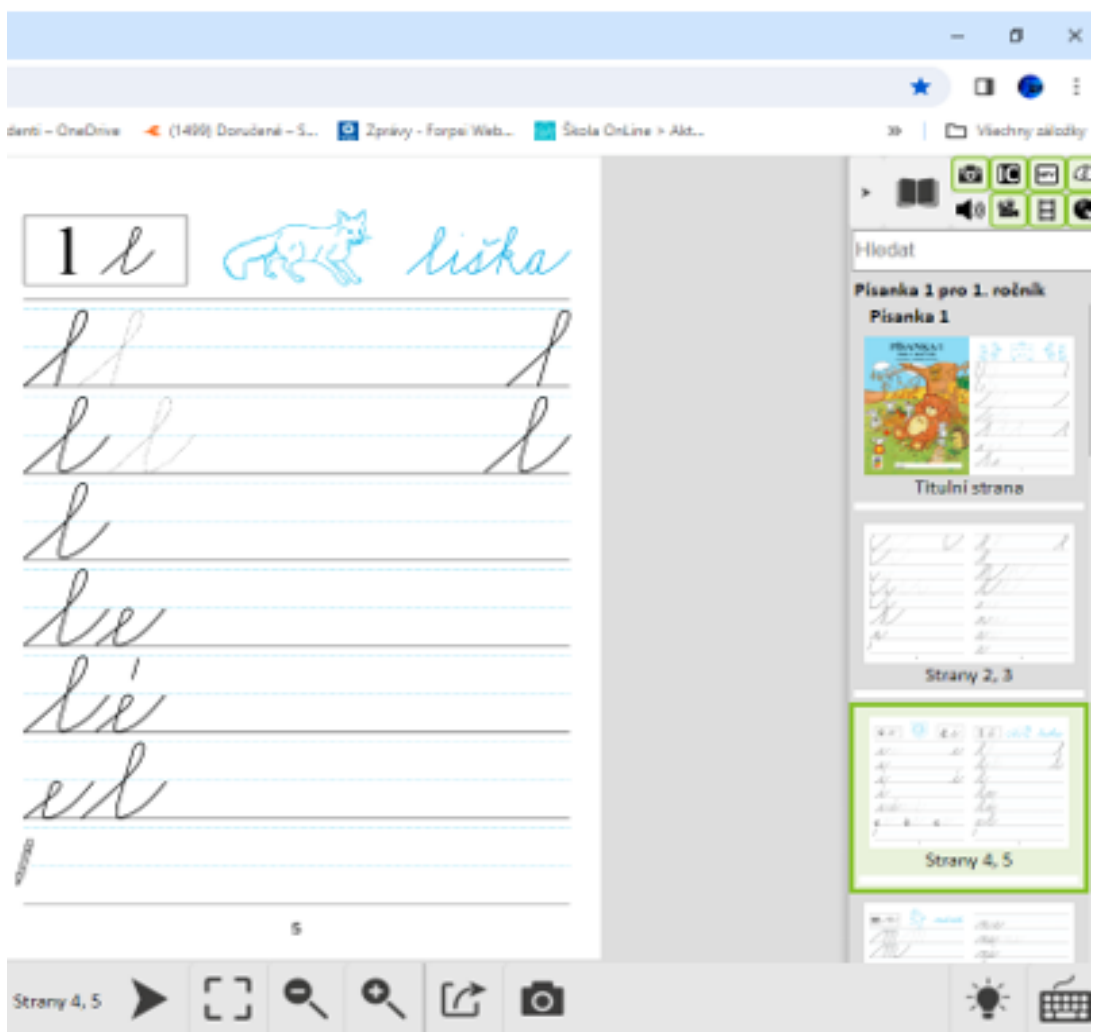 denti – OneDrive (1499) Doručené – S... Zprávy - Forpsi Web... Škola OnLine > Akt... » Všechny záložky
l l liška
l l l
l l l
l
le
lé
el
5
Hledat
Písanka 1 pro 1. ročník
Písanka 1
PÍSANKA 1
Titulní strana
Strany 2, 3
Strany 4, 5
Strany 4, 5